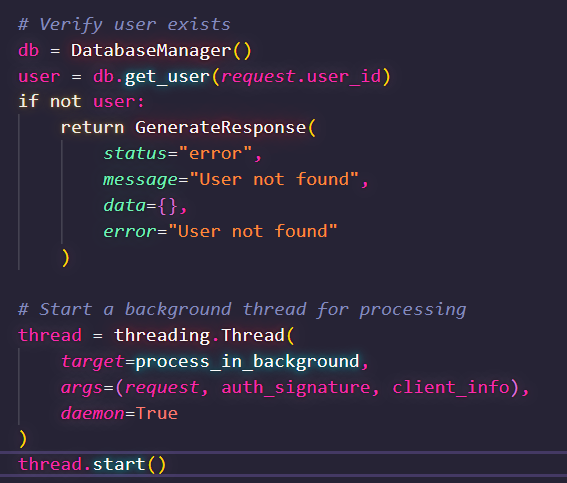 # Verify user exists
db = DatabaseManager()
user = db.get_user(request.user_id)
if not user:
    return GenerateResponse(
        status="error",
        message="User not found",
        data={},
        error="User not found"
    )

# Start a background thread for processing
thread = threading.Thread(
    target=process_in_background,
    args=(request, auth_signature, client_info),
    daemon=True
)
thread.start()